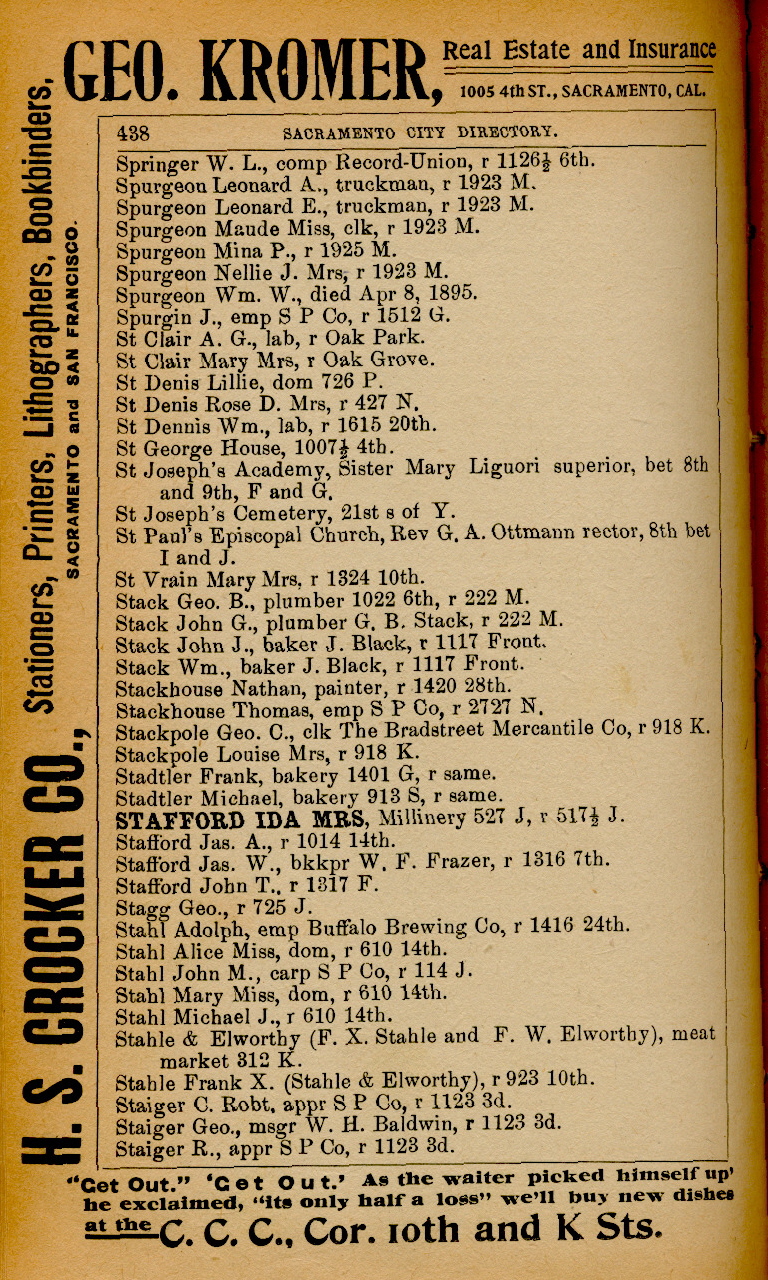 GEO. KROMER, Real Estate and Insurance
1005 4th ST., SACRAMENTO, CAL.
H. S. CROCKER CO., Stationers, Printers, Lithographers, Bookbinders,
SACRAMENTO and SAN FRANCISCO.
438 SACRAMENTO CITY DIRECTORY.
Springer W. L., comp Record-Union, r 1126½ 6th.
Spurgeon Leonard A., truckman, r 1923 M.
Spurgeon Leonard E., truckman, r 1923 M.
Spurgeon Maude Miss, clk, r 1923 M.
Spurgeon Mina P., r 1925 M.
Spurgeon Nellie J. Mrs, r 1923 M.
Spurgeon Wm. W., died Apr 8, 1895.
Spurgin J., emp S P Co, r 1512 G.
St Clair A. G., lab, r Oak Park.
St Clair Mary Mrs, r Oak Grove.
St Denis Lillie, dom 726 P.
St Denis Rose D. Mrs, r 427 N.
St Dennis Wm., lab, r 1615 20th.
St George House, 1007½ 4th.
St Joseph's Academy, Sister Mary Liguori superior, bet 8th
and 9th, F and G.
St Joseph's Cemetery, 21st s of Y.
St Paul's Episcopal Church, Rev G. A. Ottmann rector, 8th bet
I and J.
St Vrain Mary Mrs, r 1324 10th.
Stack Geo. B., plumber 1022 6th, r 222 M.
Stack John G., plumber G. B. Stack, r 222 M.
Stack John J., baker J. Black, r 1117 Front.
Stack Wm., baker J. Black, r 1117 Front.
Stackhouse Nathan, painter, r 1420 28th.
Stackhouse Thomas, emp S P Co, r 2727 N.
Stackpole Geo. C., clk The Bradstreet Mercantile Co, r 918 K.
Stackpole Louise Mrs, r 918 K.
Stadtler Frank, bakery 1401 G, r same.
Stadtler Michael, bakery 913 S, r same.
STAFFORD IDA MRS, Millinery 527 J, r 517½ J.
Stafford Jas. A., r 1014 14th.
Stafford Jas. W., bkkpr W. F. Frazer, r 1316 7th.
Stafford John T., r 1317 F.
Stagg Geo., r 725 J.
Stahl Adolph, emp Buffalo Brewing Co, r 1416 24th.
Stahl Alice Miss, dom, r 610 14th.
Stahl John M., carp S P Co, r 114 J.
Stahl Mary Miss, dom, r 610 14th.
Stahl Michael J., r 610 14th.
Stahle & Elworthy (F. X. Stahle and F. W. Elworthy), meat
market 312 K.
Stahle Frank X. (Stahle & Elworthy), r 923 10th.
Staiger C. Robt, appr S P Co, r 1123 3d.
Staiger Geo., msgr W. H. Baldwin, r 1123 3d.
Staiger R., appr S P Co, r 1123 3d.
"Get Out." 'Get Out.' As the waiter picked himself up'
he exclaimed, "its only half a loss" we'll buy new dishes
at the C. C. C., Cor. 10th and K Sts.